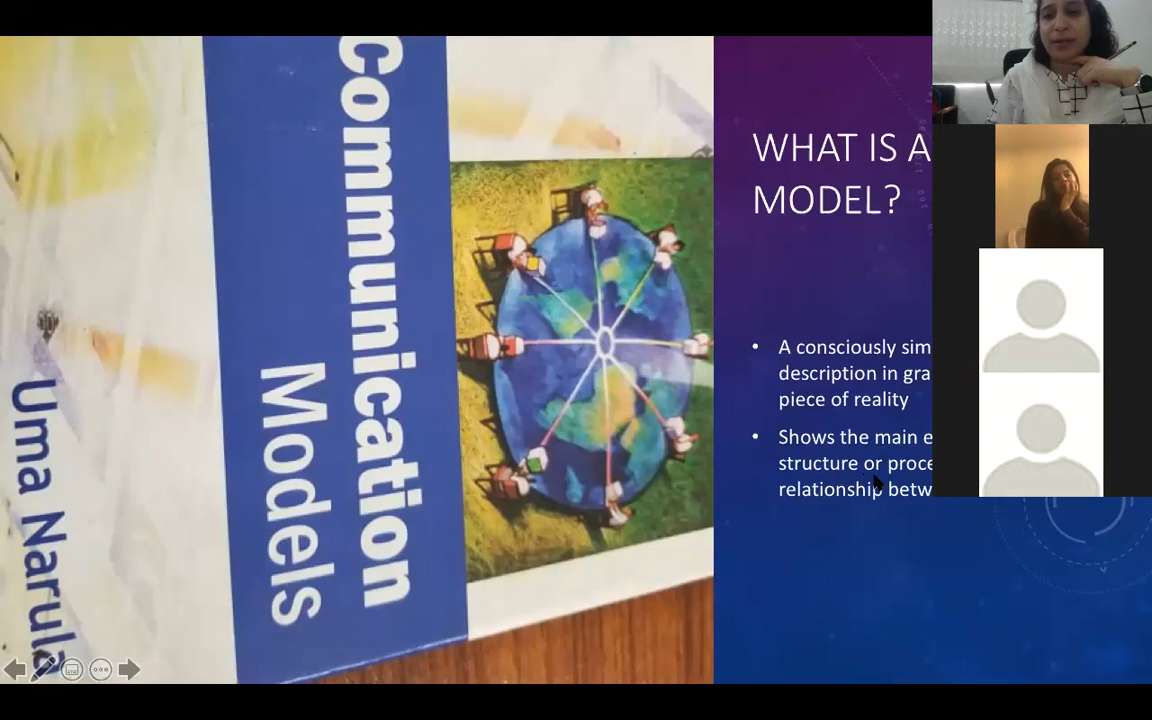 communication
Models
Uma Narula
WHAT IS A
MODEL?
• A consciously sim
description in gra
piece of reality
• Shows the main e
structure or proce
relationship betw